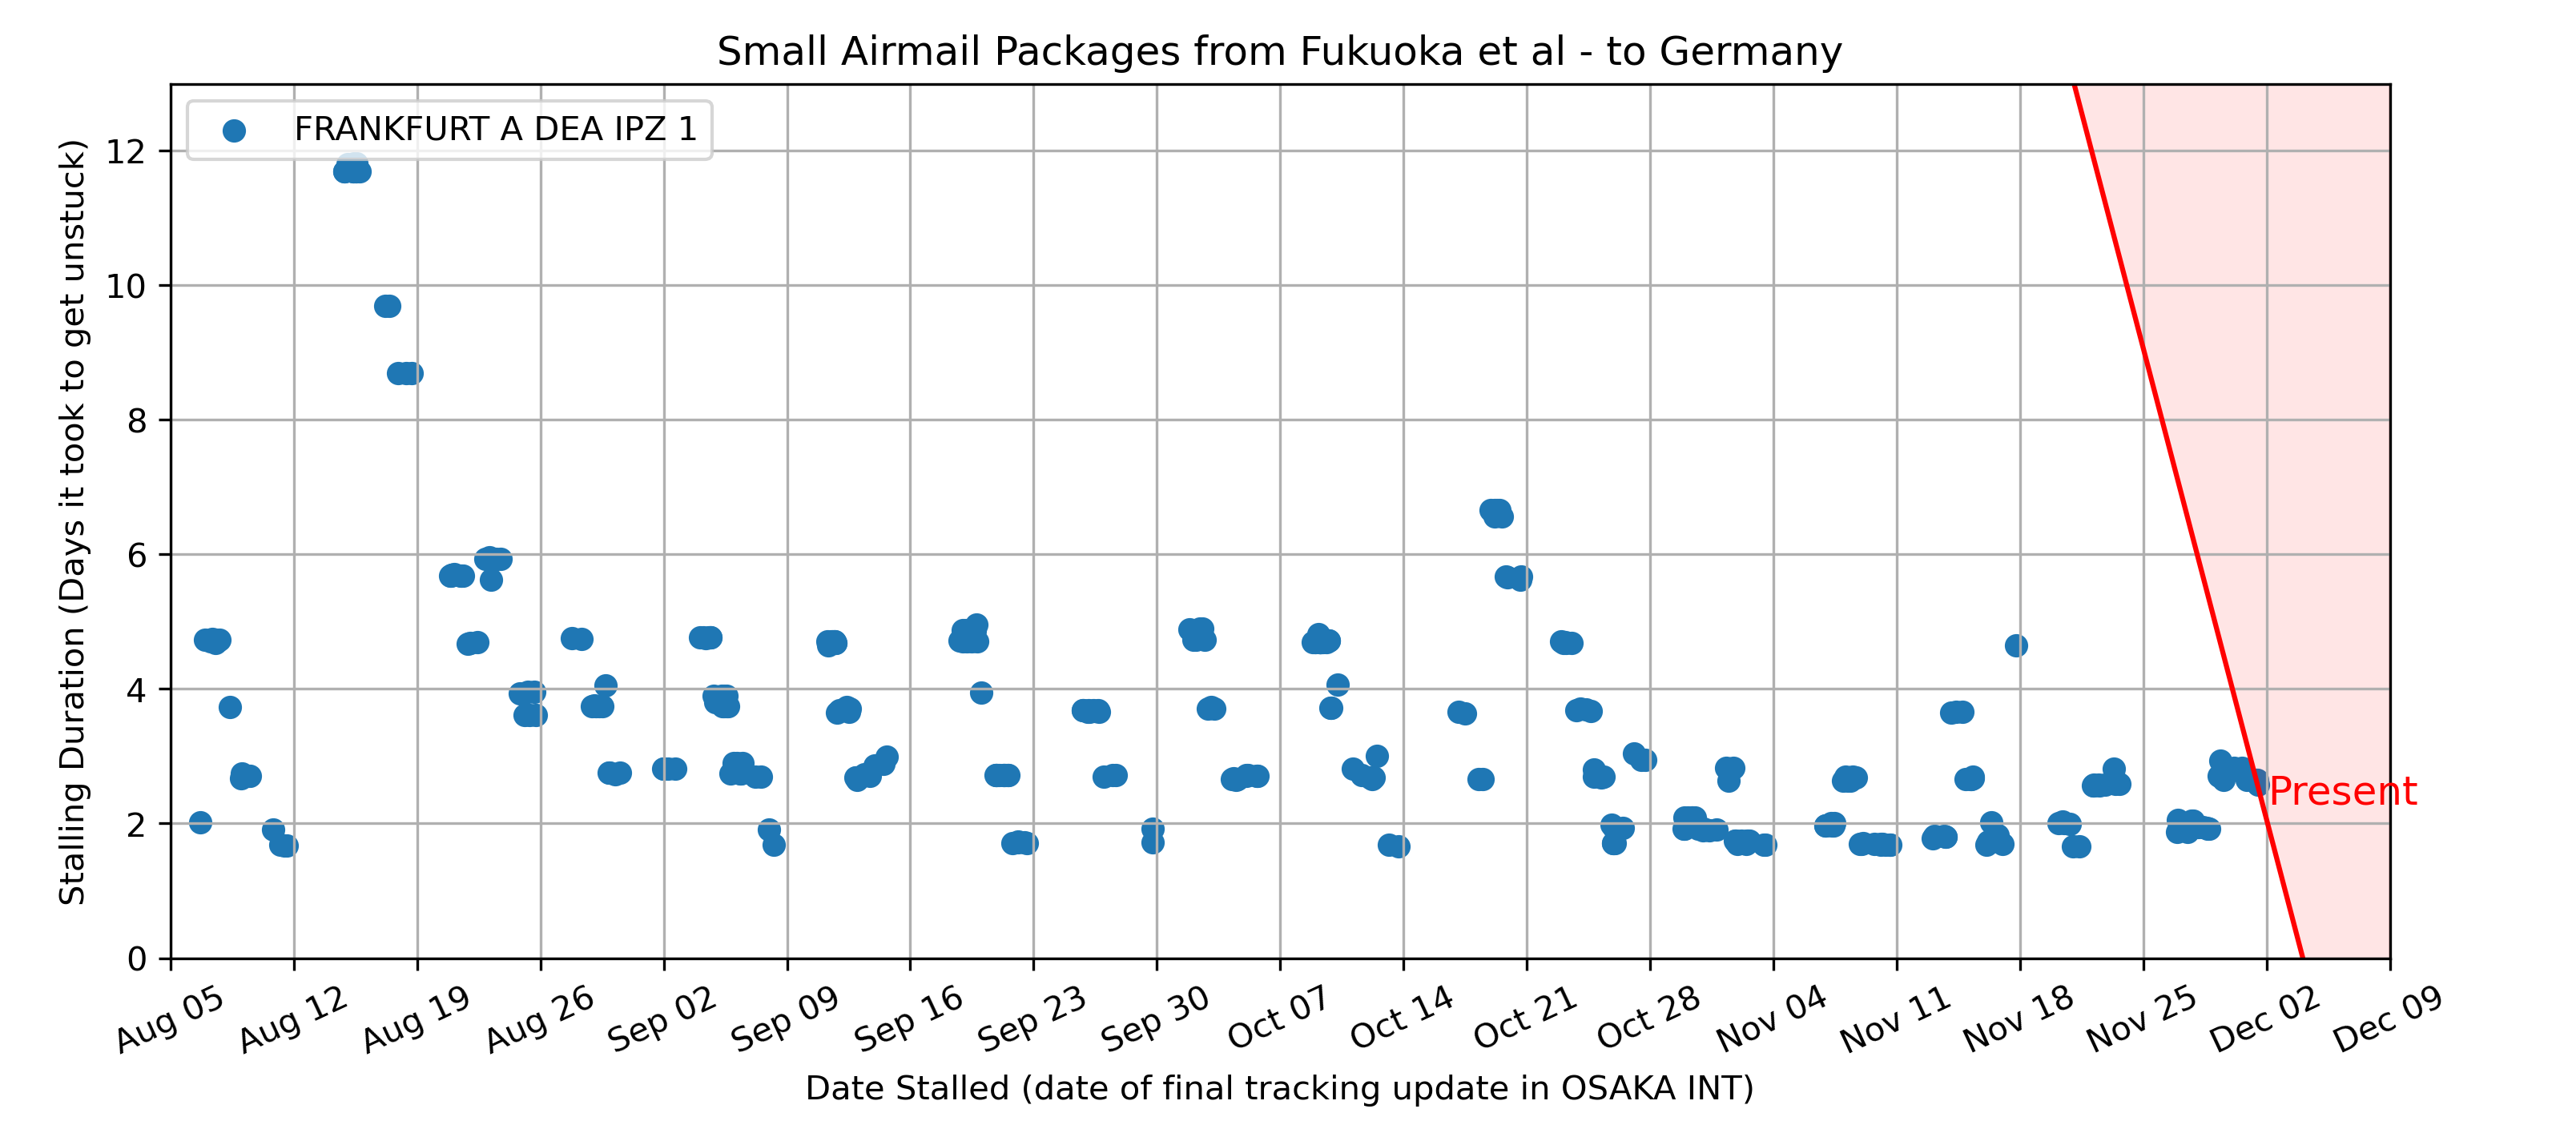 Small Airmail Packages from Fukuoka et al - to Germany
FRANKFURT A DEA IPZ 1
Stalling Duration (Days it took to get unstuck)
12
10
8
6
4
2
0
Present
Aug 05
Aug 12
Aug 19
Aug 26
Sep 02
Sep 09
Sep 16
Sep 23
Sep 30
Oct 07
Oct 14
Oct 21
Oct 28
Nov 04
Nov 11
Nov 18
Nov 25
Dec 02
Dec 09
Date Stalled (date of final tracking update in OSAKA INT)